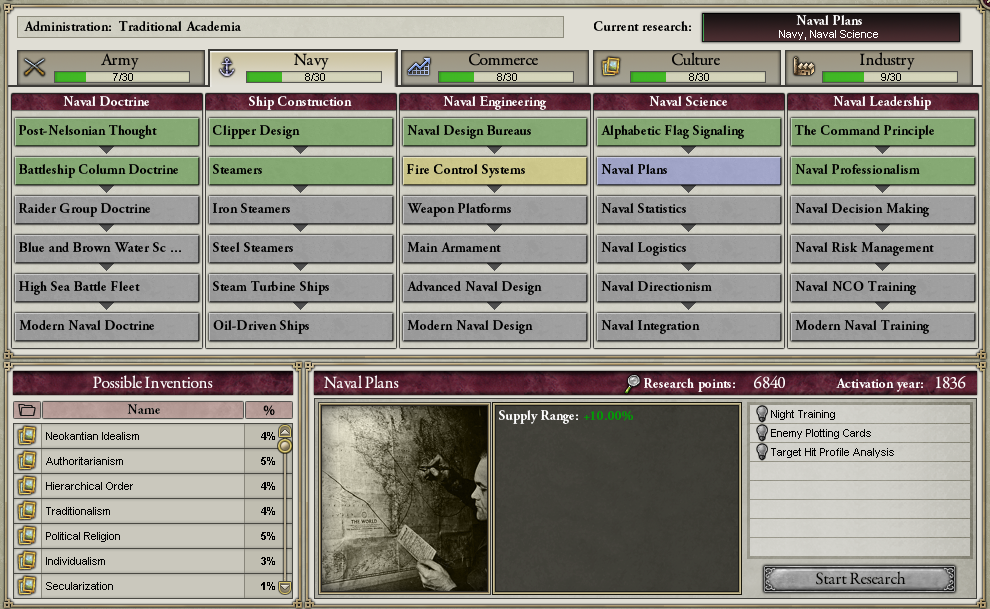 Administration: Traditional Academia
Current research:
Naval Plans
Navy, Naval Science
Army
7/30
Navy
8/30
Commerce
8/30
Culture
8/30
Industry
9/30
Naval Doctrine
Ship Construction
Naval Engineering
Naval Science
Naval Leadership
Post-Nelsonian Thought
Clipper Design
Naval Design Bureaus
Alphabetic Flag Signaling
The Command Principle
Battleship Column Doctrine
Steamers
Fire Control Systems
Naval Plans
Naval Professionalism
Raider Group Doctrine
Iron Steamers
Weapon Platforms
Naval Statistics
Naval Decision Making
Blue and Brown Water Sc ...
Steel Steamers
Main Armament
Naval Logistics
Naval Risk Management
High Sea Battle Fleet
Steam Turbine Ships
Advanced Naval Design
Naval Directionism
Naval NCO Training
Modern Naval Doctrine
Oil-Driven Ships
Modern Naval Design
Naval Integration
Modern Naval Training
Possible Inventions
Name
%
Neokantian Idealism
4%
Authoritarianism
5%
Hierarchical Order
4%
Traditionalism
4%
Political Religion
5%
Individualism
3%
Secularization
1%
Naval Plans
Research points: 6840
Activation year: 1836
THE WORLD
Supply Range: +10.00%
Night Training
Enemy Plotting Cards
Target Hit Profile Analysis
Start Research